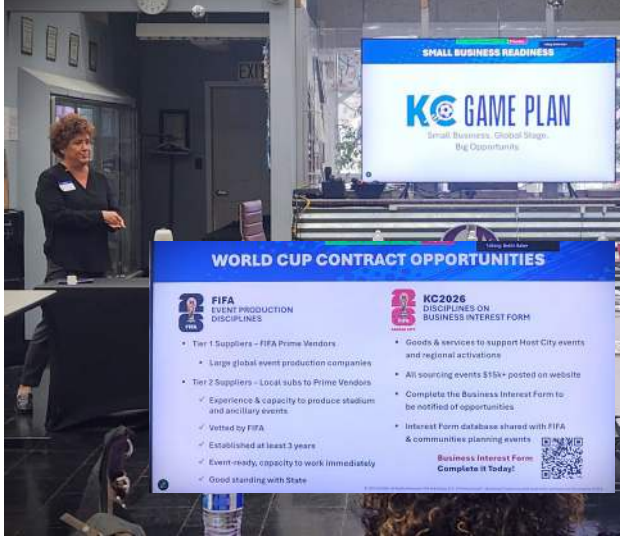 EXIT
SMALL BUSINESS READINESS
KC GAME PLAN
Small Business. Global Stage.
Big Opportunity.
WORLD CUP CONTRACT OPPORTUNITIES
FIFA
EVENT PRODUCTION
DISCIPLINES
• Tier 1 Suppliers – FIFA Prime Vendors
• Large global event production companies
• Tier 2 Suppliers – Local subs to Prime Vendors
✓ Experience & capacity to produce stadium
and ancillary events
✓ Vetted by FIFA
✓ Established at least 3 years
✓ Event-ready, capacity to work immediately
✓ Good standing with State
KC2026
DISCIPLINES ON
BUSINESS INTEREST FORM
• Goods & services to support Host City events
and regional activations
• All sourcing events $15k+ posted on website
• Complete the Business Interest Form to
be notified of opportunities
• Interest Form database shared with FIFA
& communities planning events
Business Interest Form
Complete it Today!